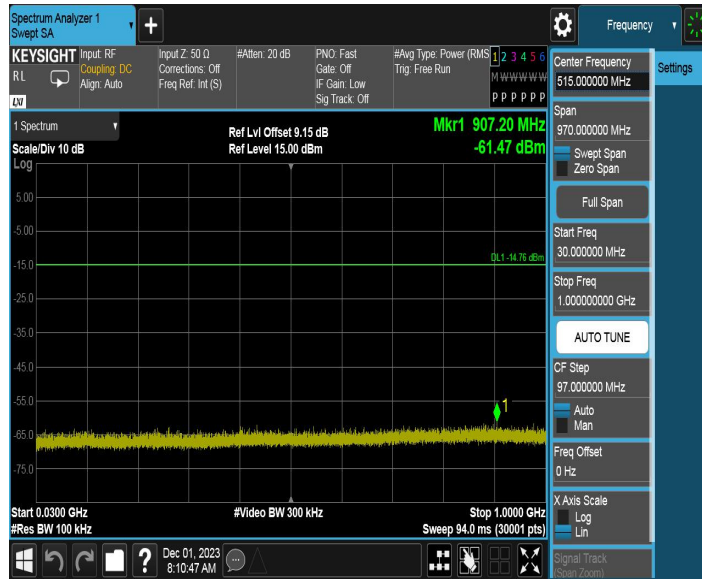 Spectrum Analyzer 1
Swept SA
Frequency
KEYSIGHT
RL
LXI
Input: RF
Coupling: DC
Align: Auto
Input Z: 50 Ω
Corrections: Off
Freq Ref: Int (S)
#Atten: 20 dB
PNO: Fast
Gate: Off
IF Gain: Low
Sig Track: Off
#Avg Type: Power (RMS
Trig: Free Run
1 2 3 4 5 6
M W W W W W
P P P P P P
1 Spectrum
Scale/Div 10 dB
Log
Ref Lvl Offset 9.15 dB
Ref Level 15.00 dBm
Mkr1 907.20 MHz
-61.47 dBm
5.00
-5.00
-15.0
DL1 -14.76 dBm
-25.0
-35.0
-45.0
-55.0
1
-65.0
-75.0
Start 0.0300 GHz
#Res BW 100 kHz
#Video BW 300 kHz
Stop 1.0000 GHz
Sweep 94.0 ms (30001 pts)
?
Dec 01, 2023
8:10:47 AM
Center Frequency
515.000000 MHz
Settings
Span
970.000000 MHz
Swept Span
Zero Span
Full Span
Start Freq
30.000000 MHz
Stop Freq
1.000000000 GHz
AUTO TUNE
CF Step
97.000000 MHz
Auto
Man
Freq Offset
0 Hz
X Axis Scale
Log
Lin
Signal Track
(Span Zoom)